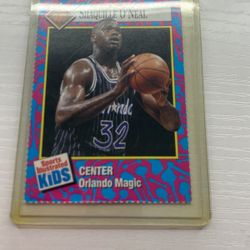 SHAQUILLE O'NEAL
Orlando
32
Sports Illustrated
KIDS
CENTER
Orlando Magic